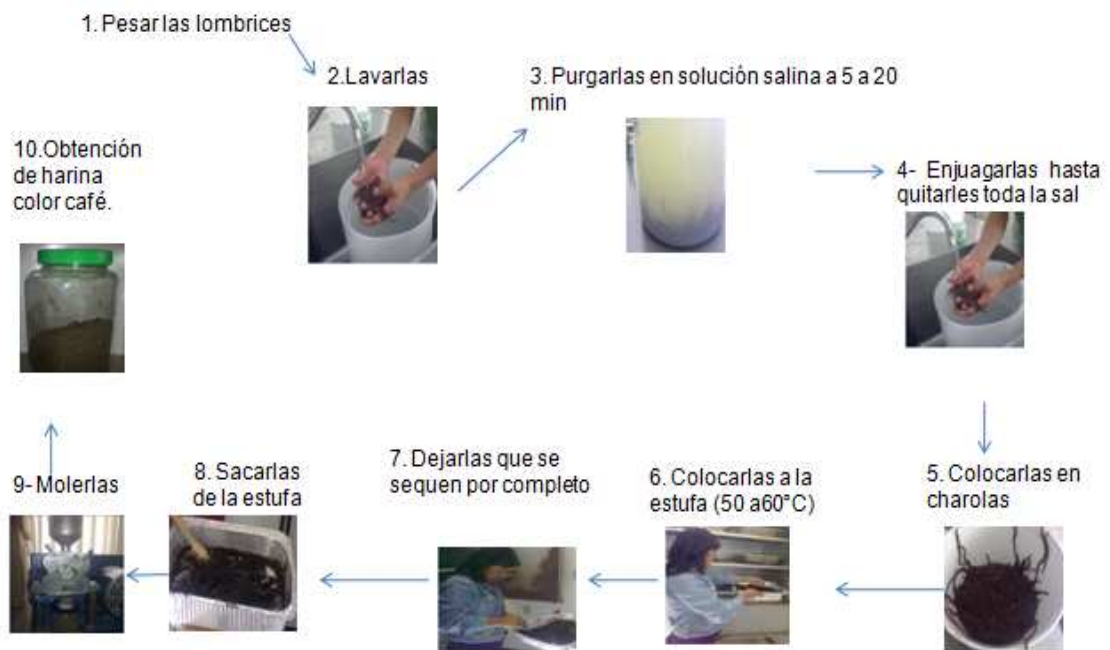 1. Pesar las lombrices
2.Lavarlas
3. Purgarlas en solución salina a 5 a 20
min
4- Enjuagarlas hasta
quitarles toda la sal
5. Colocarlas en
charolas
6. Colocarlas a la
estufa (50 a60°C)
7. Dejarlas que se
sequen por completo
8. Sacarlas
de la estufa
9- Molerlas
10.Obtención
de harina
color café.